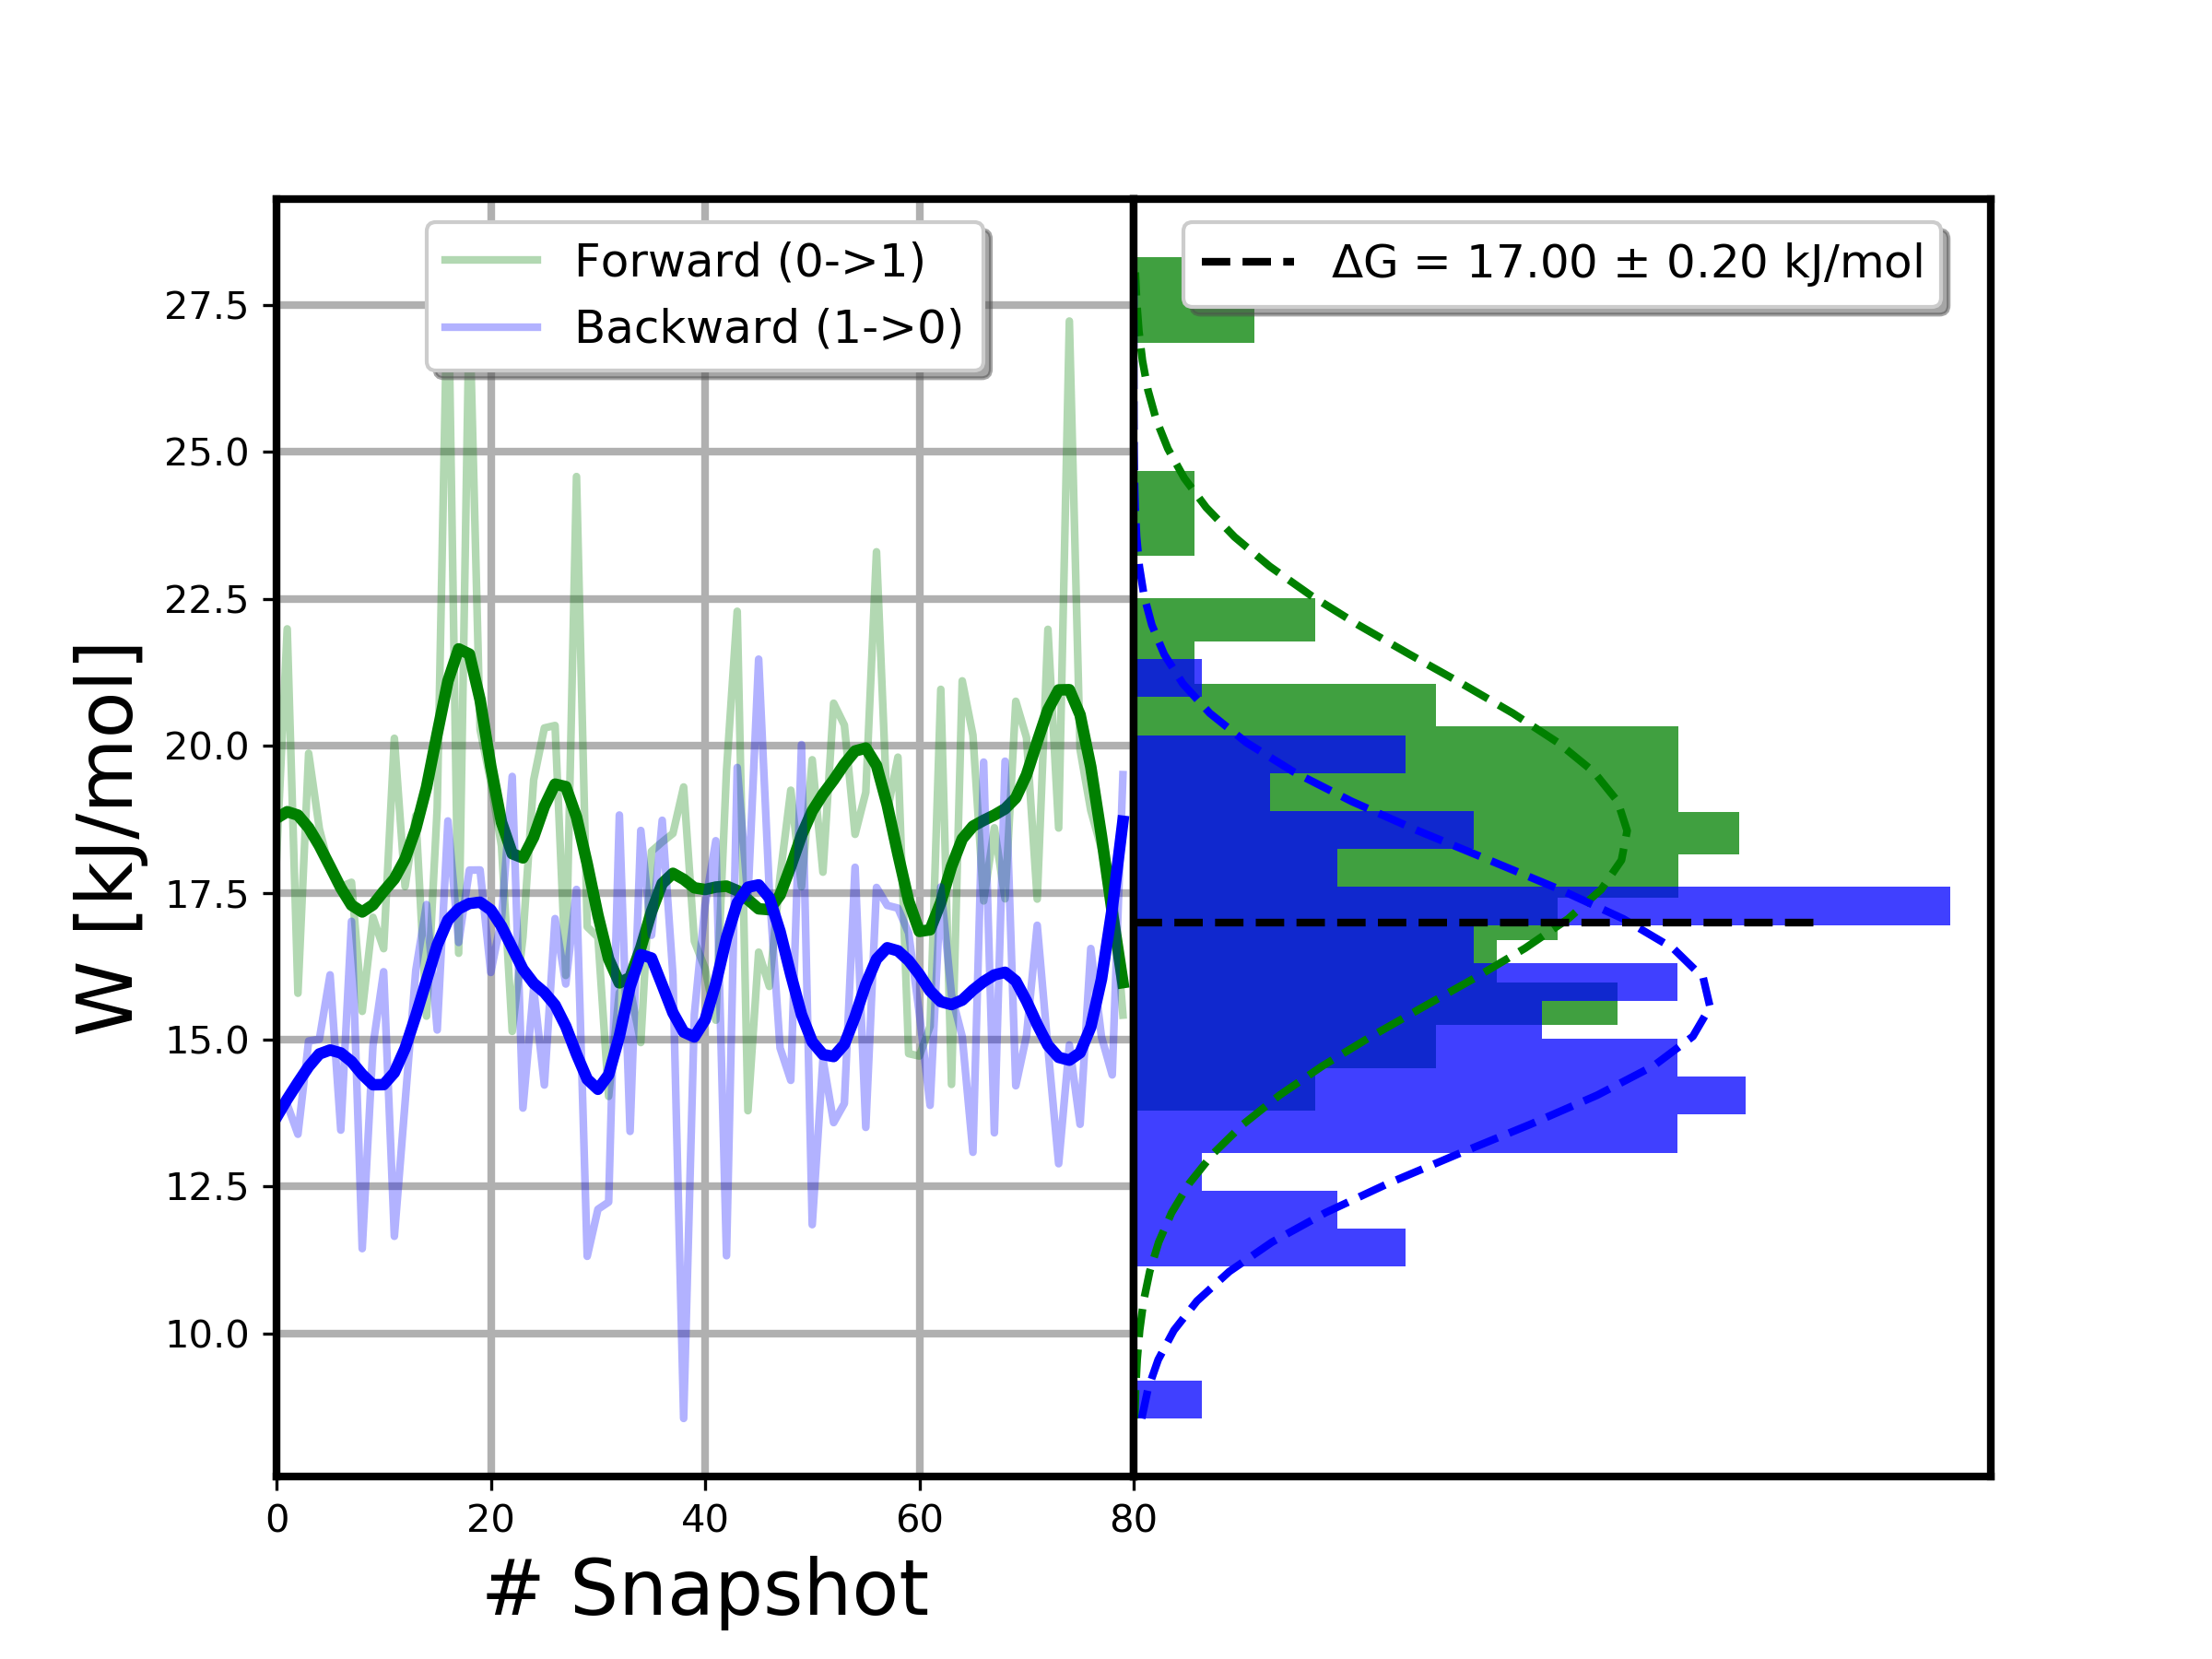 Forward (0->1)
Backward (1->0)
ΔG = 17.00 ± 0.20 kJ/mol
W [kJ/mol]
27.5
25.0
22.5
20.0
17.5
15.0
12.5
10.0
0 20 40 60 80
# Snapshot